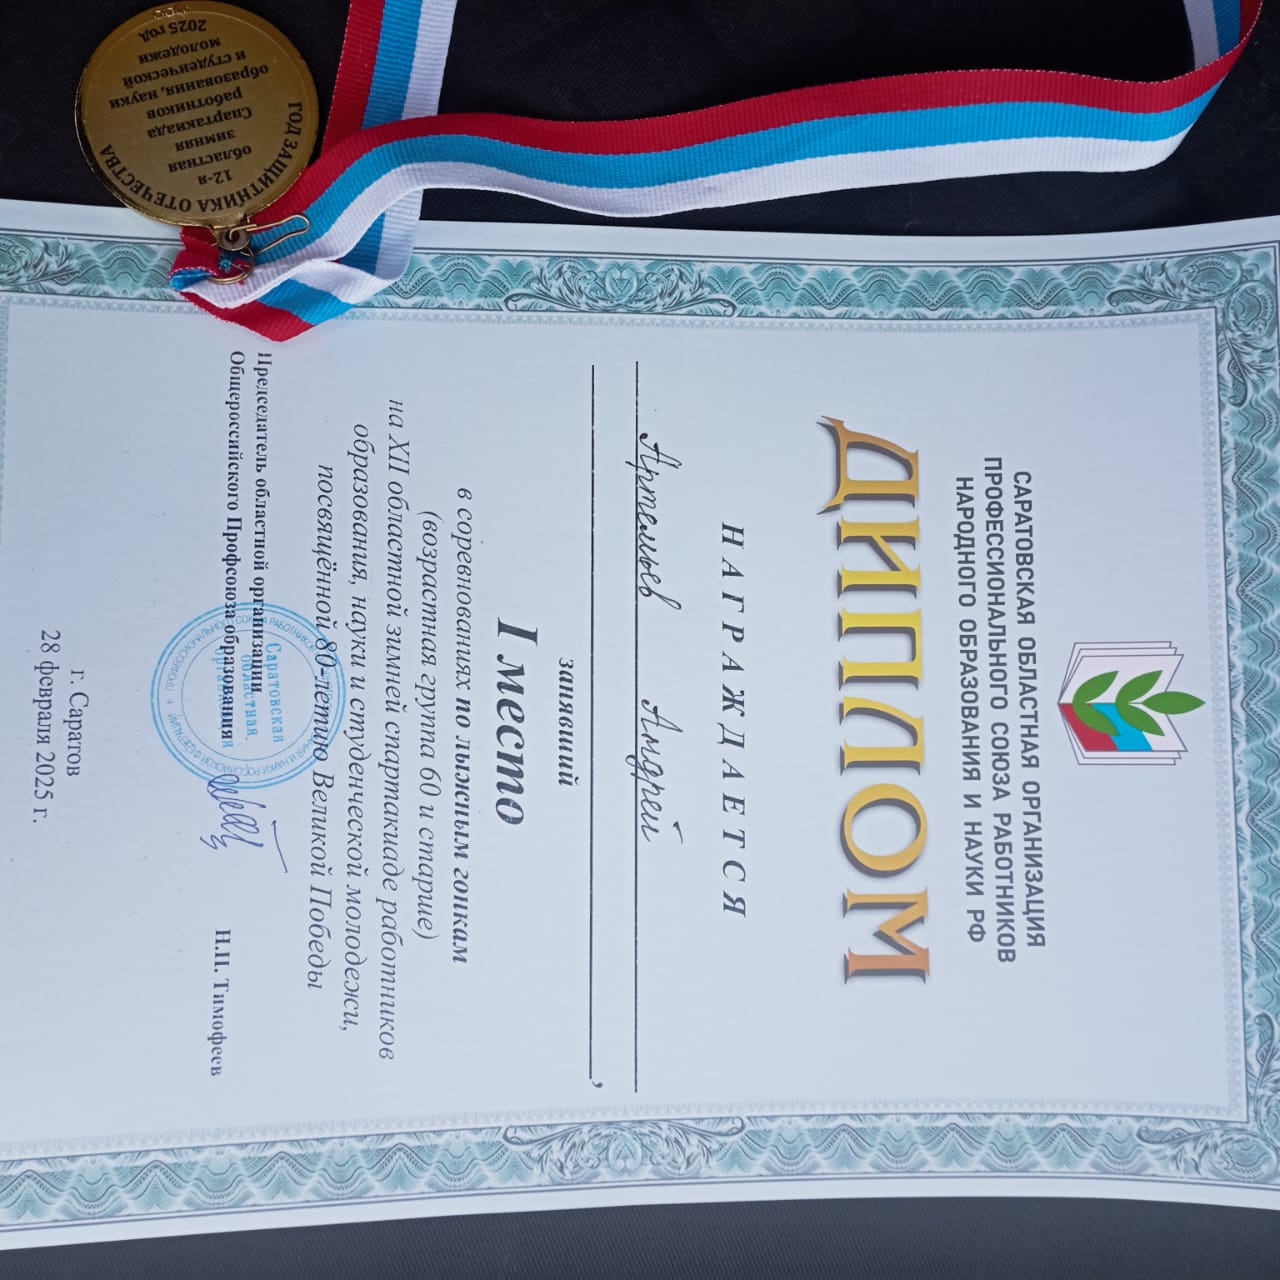 САРАТОВСКАЯ ОБЛАСТНАЯ ОРГАНИЗАЦИЯ
ПРОФЕССИОНАЛЬНОГО СОЮЗА РАБОТНИКОВ
НАРОДНОГО ОБРАЗОВАНИЯ И НАУКИ РФ
ДИПЛОМ
НАГРАЖДАЕТСЯ
Артемьев Андрей
занявший
I место
в соревнованиях по лыжным гонкам
(возрастная группа 60 и старше)
на XII областной зимней спартакиаде работников
образования, науки и студенческой молодежи,
посвящённой 80-летию Великой Победы
Председатель областной организации
Общероссийского Профсоюза образования
Н.Н. Тимофеев
Саратовская
областная
организация
г. Саратов
28 февраля 2025 г.
ГОД ЗАЩИТНИКА ОТЕЧЕСТВА
12-я
областная
зимняя
Спартакиада
работников
образования, науки
и студенческой
молодежи
2025 год